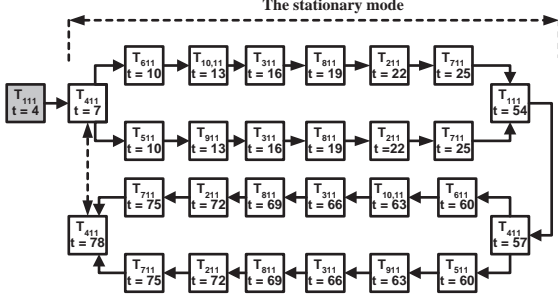 The stationary mode
T611 t = 10
T10,11 t = 13
T311 t = 16
T811 t = 19
T211 t = 22
T711 t = 25
T111 t = 4
T411 t = 7
T111 t = 54
T511 t = 10
T911 t = 13
T311 t = 16
T811 t = 19
T211 t =22
T711 t = 25
T711 t = 75
T211 t = 72
T811 t = 69
T311 t = 66
T10,11 t = 63
T611 t = 60
T411 t = 78
T411 t = 57
T711 t = 75
T211 t = 72
T811 t = 69
T311 t = 66
T911 t = 63
T511 t = 60